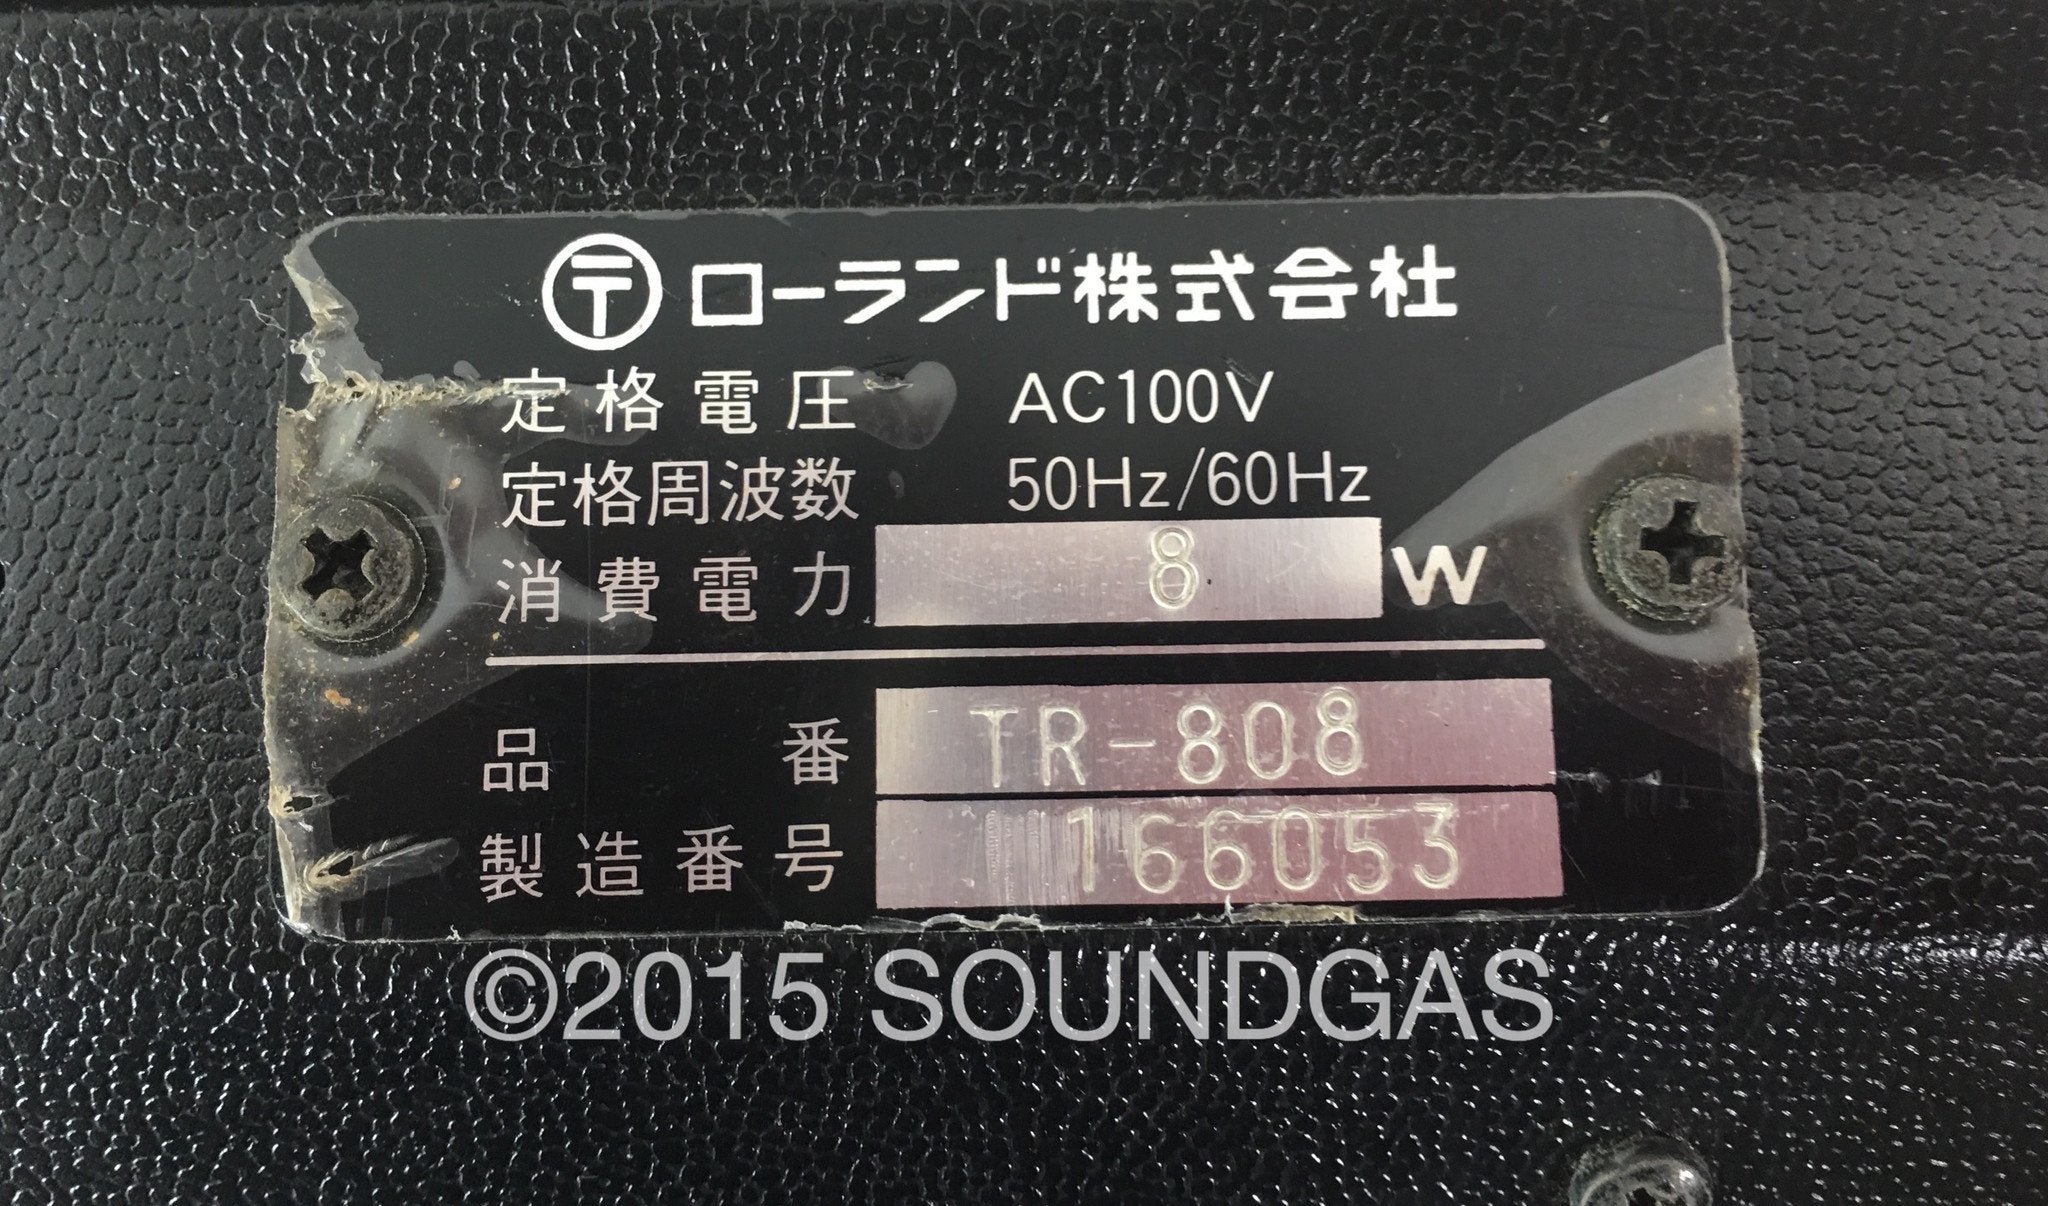 〶 ローランド株式会社
定格電圧 AC100V
定格周波数 50Hz/60Hz
消費電力 8 W
品番 TR-808
製造番号 166053
©2015 SOUNDGAS